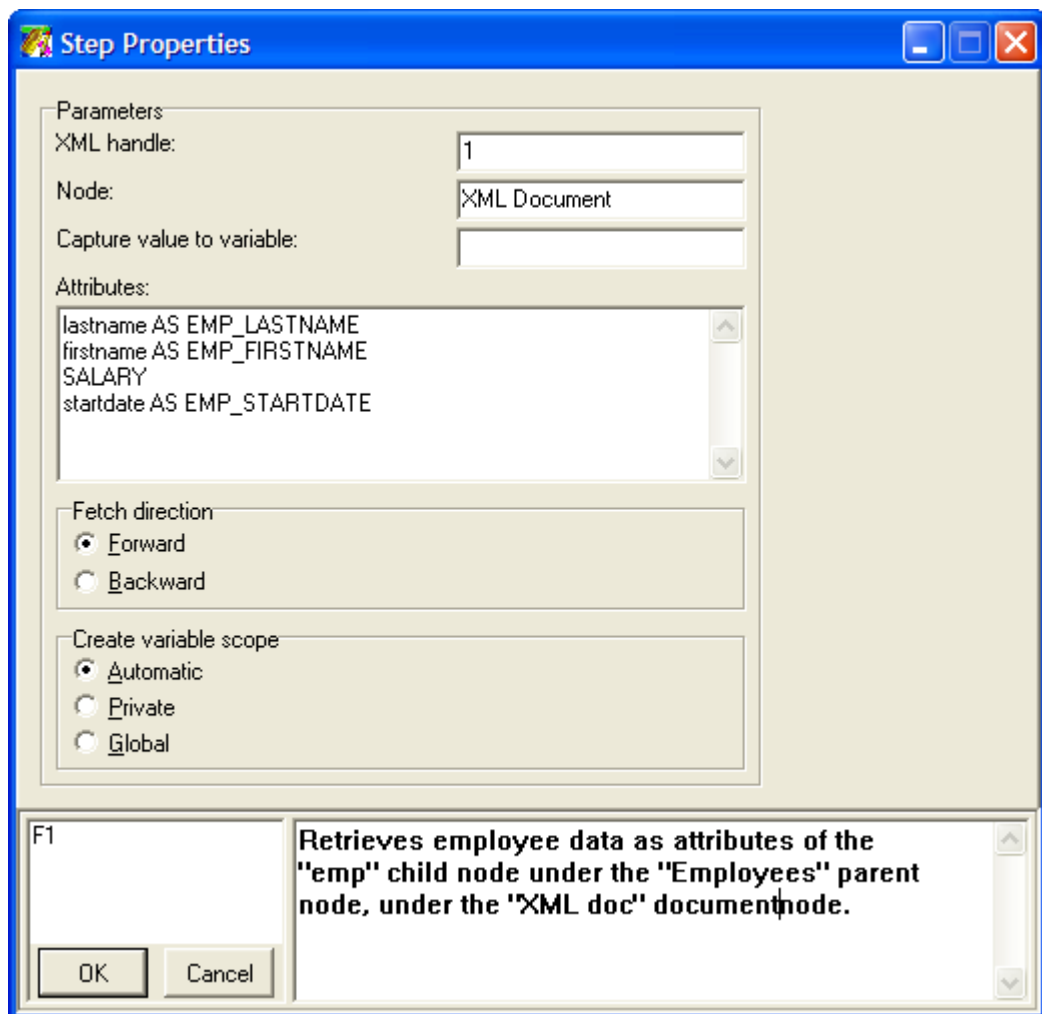 Step Properties
Parameters
XML handle:
1
Node:
XML Document
Capture value to variable:
Attributes:
lastname AS EMP_LASTNAME
firstname AS EMP_FIRSTNAME
SALARY
startdate AS EMP_STARTDATE
Fetch direction
Forward
Backward
Create variable scope
Automatic
Private
Global
F1
Retrieves employee data as attributes of the
"emp" child node under the "Employees" parent
node, under the "XML doc" document node.
OK
Cancel